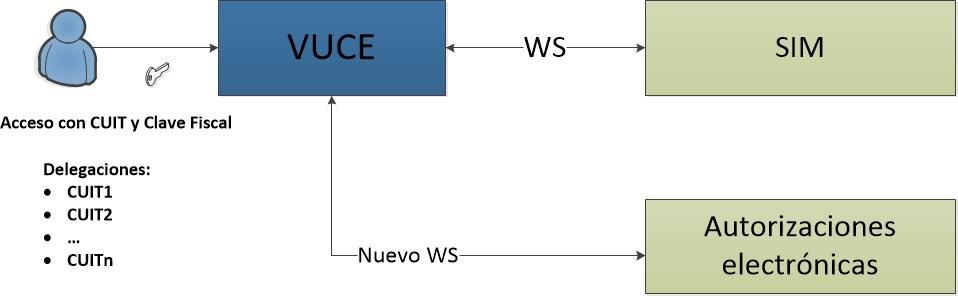 VUCE
WS
SIM
Acceso con CUIT y Clave Fiscal
Delegaciones:
• CUIT1
• CUIT2
• ...
• CUITn
Nuevo WS
Autorizaciones
electrónicas